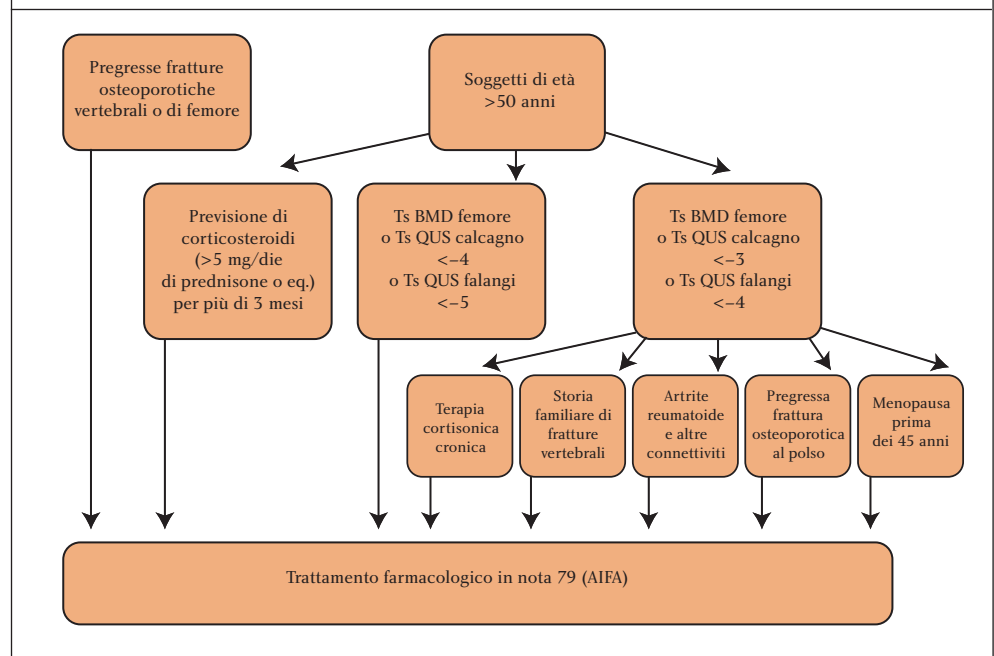 Pregresse fratture
osteoporotiche
vertebrali o di femore
Soggetti di età
>50 anni
Previsione di
corticosteroidi
(>5 mg/die
di prednisone o eq.)
per più di 3 mesi
Ts BMD femore
o Ts QUS calcagno
<–4
o Ts QUS falangi
<–5
Ts BMD femore
o Ts QUS calcagno
<–3
o Ts QUS falangi
<–4
Terapia
cortisonica
cronica
Storia
familiare di
fratture
vertebrali
Artrite
reumatoide
e altre
connettiviti
Pregressa
frattura
osteoporotica
al polso
Menopausa
prima
dei 45 anni
Trattamento farmacologico in nota 79 (AIFA)